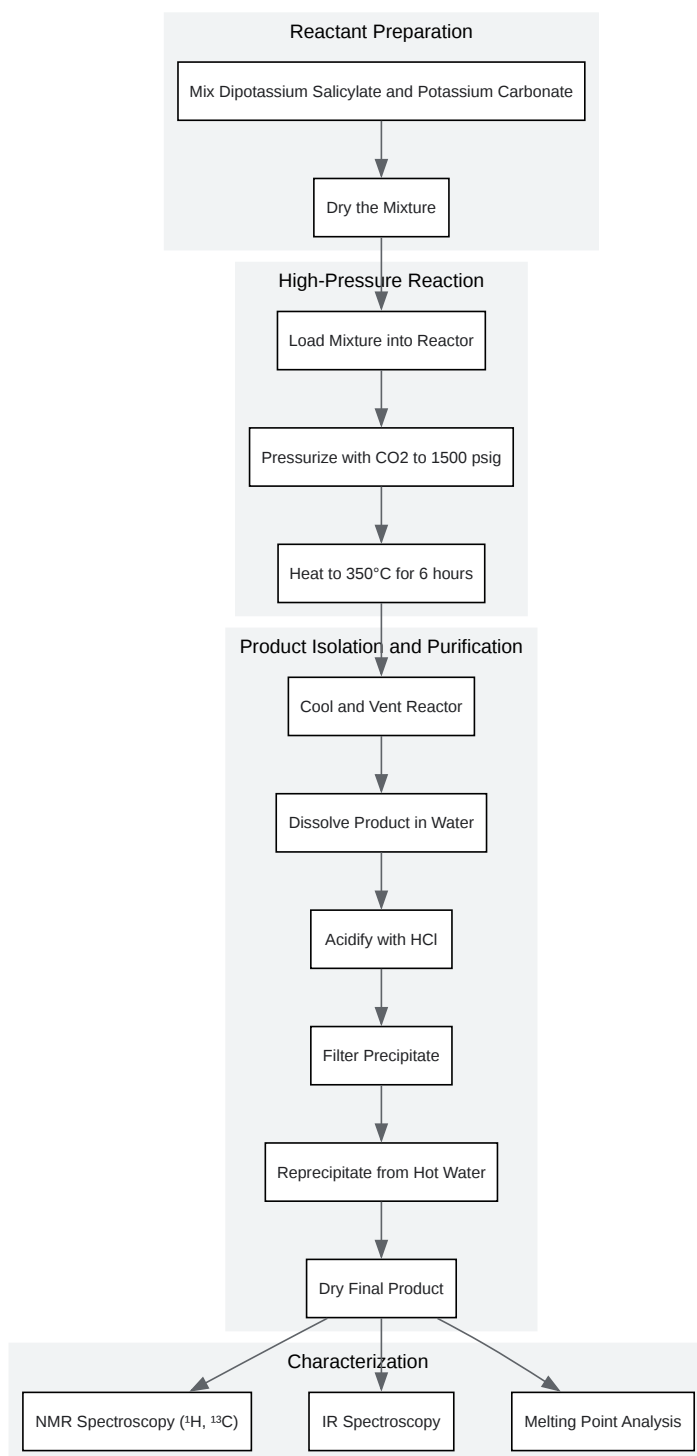 Reactant Preparation
Mix Dipotassium Salicylate and Potassium Carbonate
Dry the Mixture
High-Pressure Reaction
Load Mixture into Reactor
Pressurize with CO2 to 1500 psig
Heat to 350°C for 6 hours
Product Isolation and Purification
Cool and Vent Reactor
Dissolve Product in Water
Acidify with HCl
Filter Precipitate
Reprecipitate from Hot Water
Dry Final Product
Characterization
NMR Spectroscopy (¹H, ¹³C)
IR Spectroscopy
Melting Point Analysis